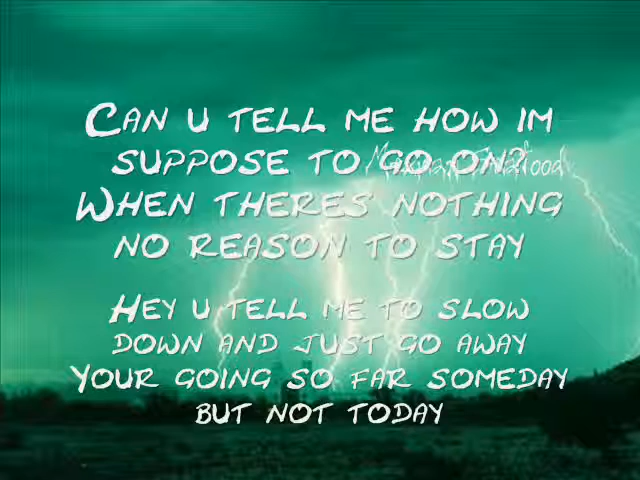 Can u tell me how im
suppose to go on?
When theres nothing
no reason to stay
Hey u tell me to slow
down and just go away
Your going so far someday
but not today